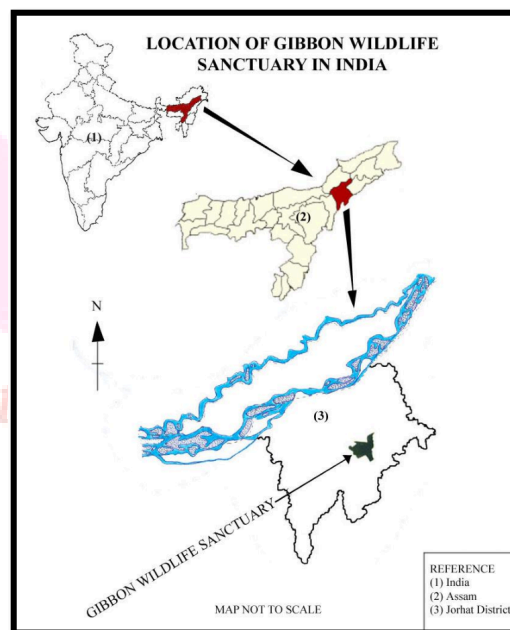 LOCATION OF GIBBON WILDLIFE
SANCTUARY IN INDIA
(1)
(2)
N
(3)
GIBBON WILDLIFE SANCTUARY
MAP NOT TO SCALE
REFERENCE
(1) India
(2) Assam
(3) Jorhat District